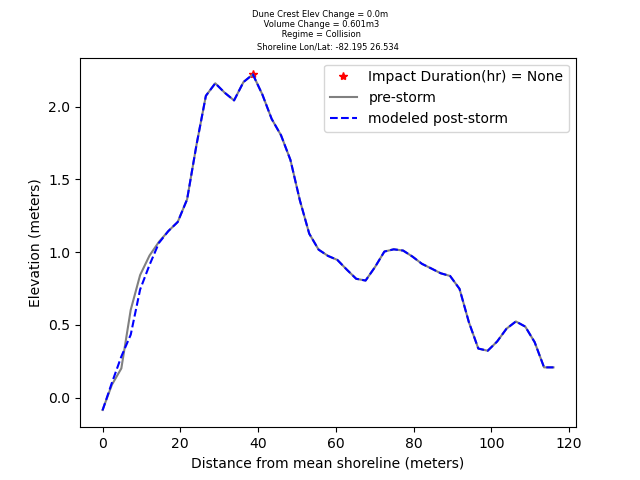 Dune Crest Elev Change = 0.0m
Volume Change = 0.601m3
Regime = Collision
Shoreline Lon/Lat: -82.195 26.534
Impact Duration(hr) = None
pre-storm
modeled post-storm
Elevation (meters)
2.0
1.5
1.0
0.5
0.0
0 20 40 60 80 100 120
Distance from mean shoreline (meters)